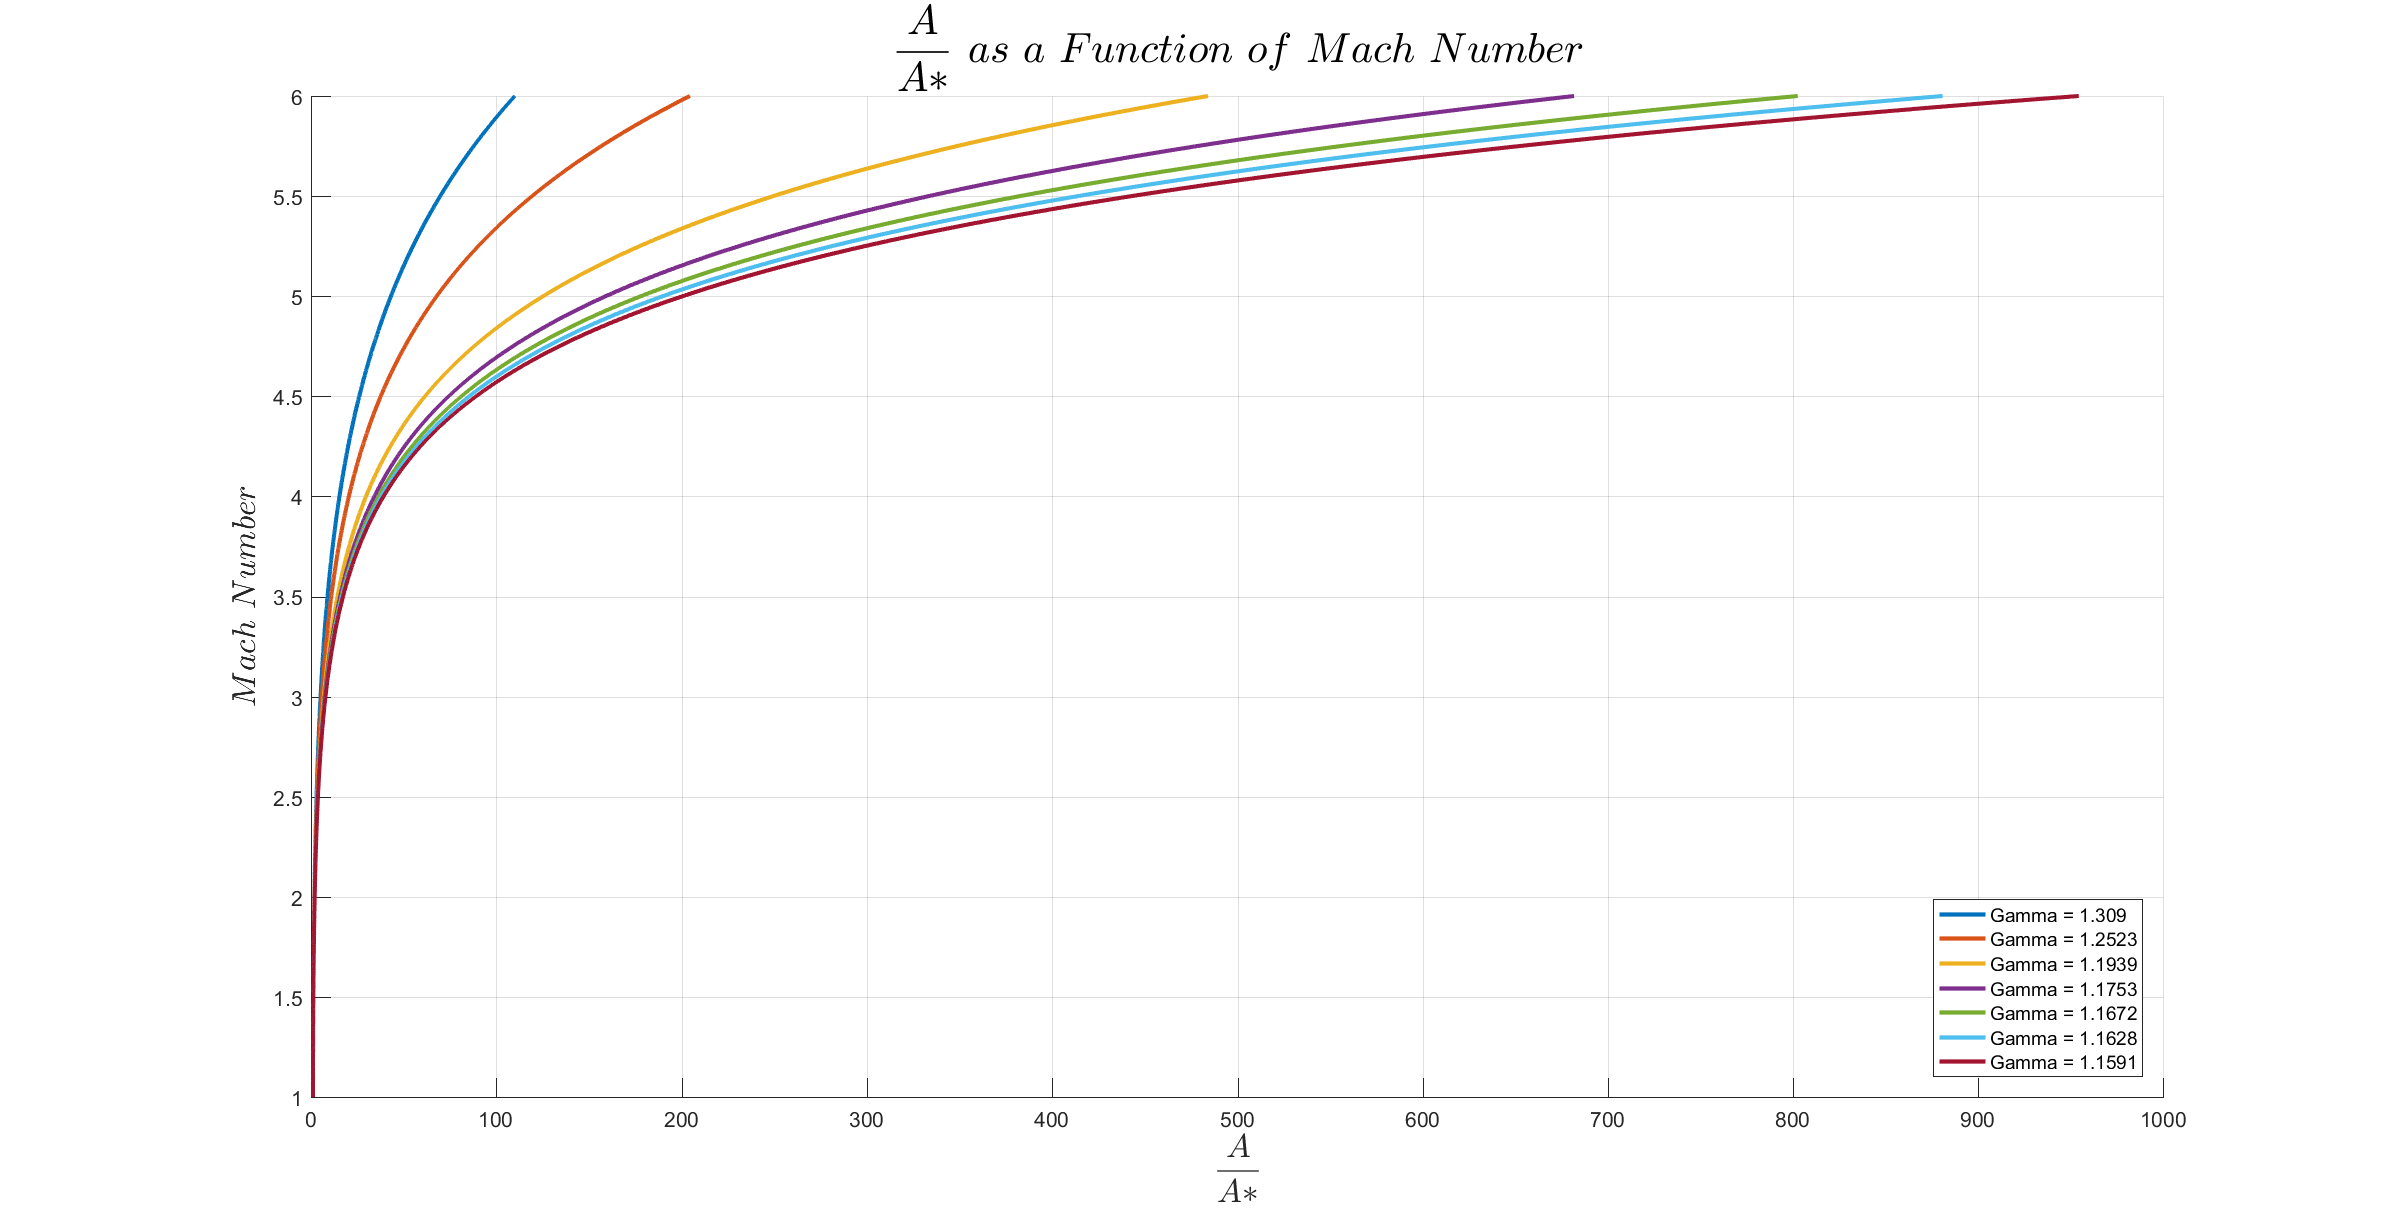 A
A* as a Function of Mach Number
6
5.5
5
4.5
4
3.5
3
2.5
2
1.5
1
Mach Number
Gamma = 1.309
Gamma = 1.2523
Gamma = 1.1939
Gamma = 1.1753
Gamma = 1.1672
Gamma = 1.1628
Gamma = 1.1591
0 100 200 300 400 500 600 700 800 900 1000
A
A*